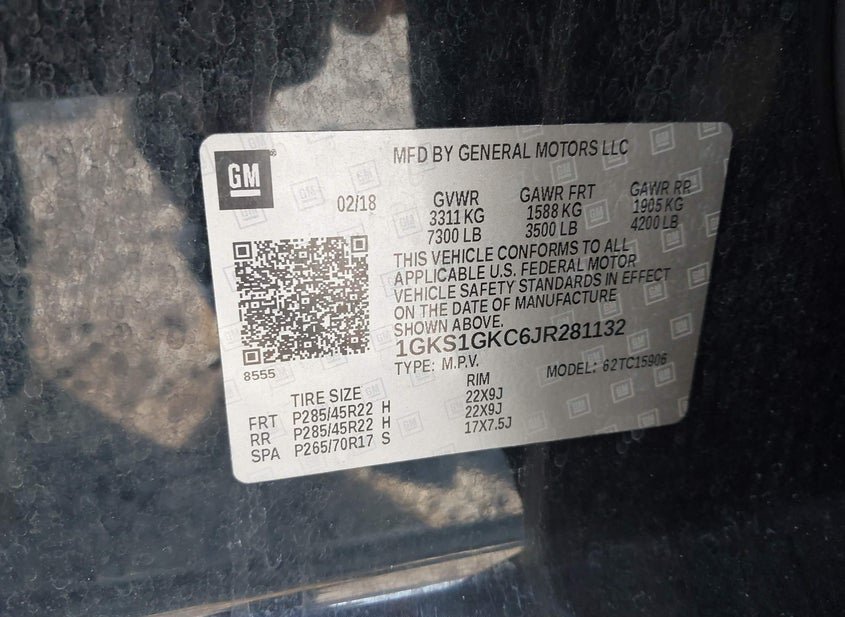 GM
MFD BY GENERAL MOTORS LLC
02/18
GVWR GAWR FRT GAWR RR
3311 KG 1588 KG 1905 KG
7300 LB 3500 LB 4200 LB
THIS VEHICLE CONFORMS TO ALL
APPLICABLE U.S. FEDERAL MOTOR
VEHICLE SAFETY STANDARDS IN EFFECT
ON THE DATE OF MANUFACTURE
SHOWN ABOVE.
1GKS1GKC6JR281132
8555
TYPE: M.P.V. MODEL: 62TC15906
TIRE SIZE RIM
FRT P285/45R22 H 22X9J
RR P285/45R22 H 22X9J
SPA P265/70R17 S 17X7.5J